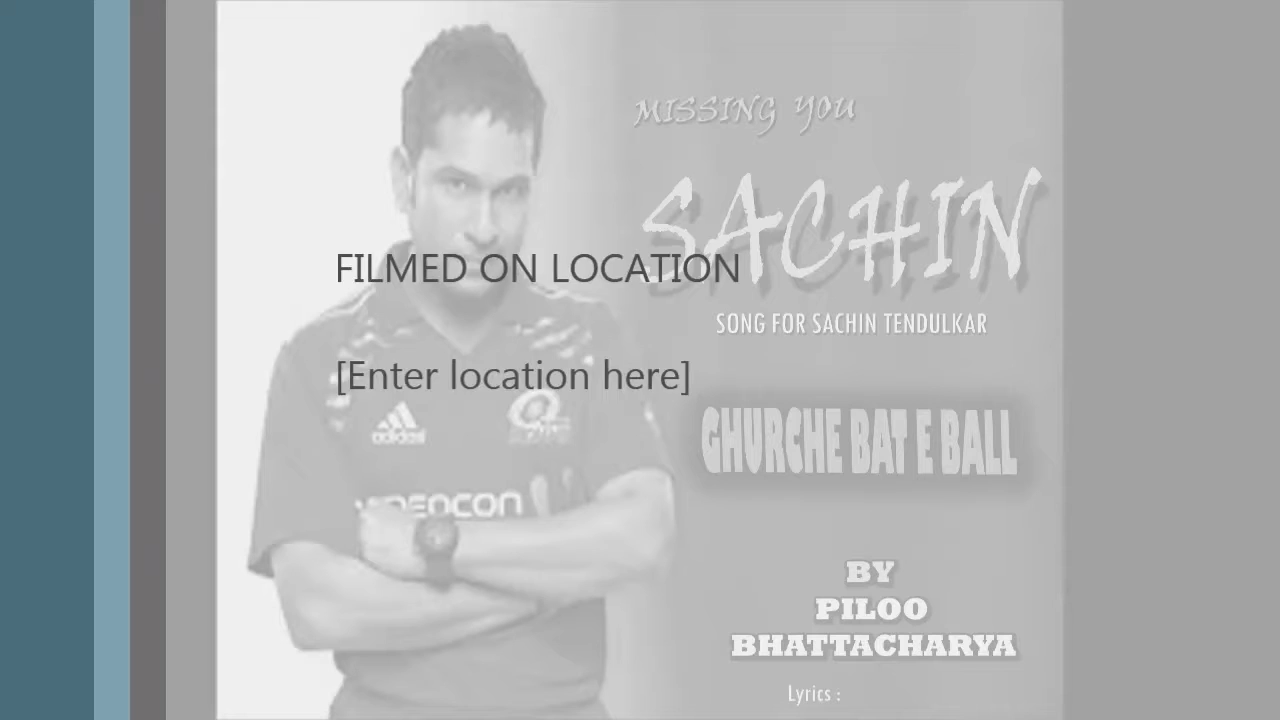 MISSING YOU
SACHIN
FILMED ON LOCATION
SONG FOR SACHIN TENDULKAR
[Enter location here]
adidas
GHURCHE BAT E BALL
VIDEOCON
BY
PILOO
BHATTACHARYA
Lyrics :